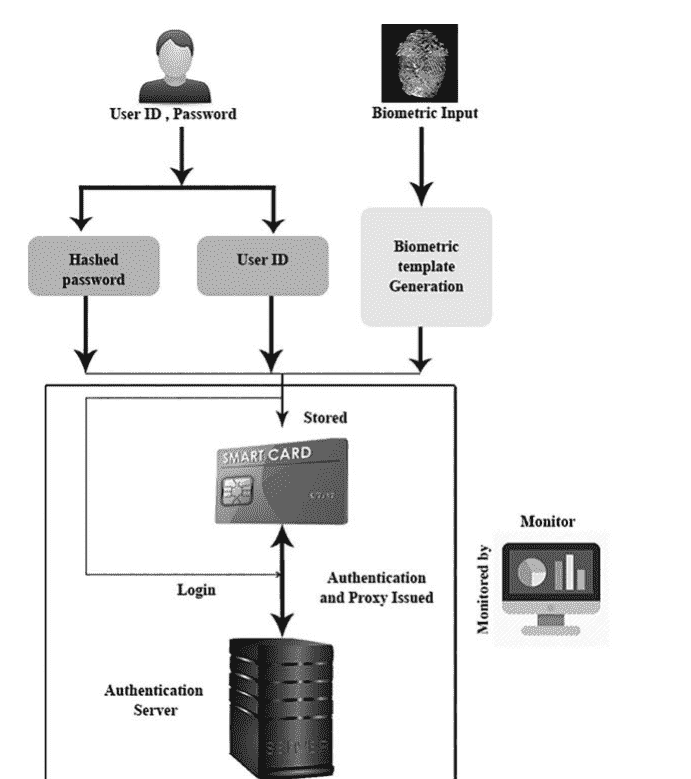 User ID , Password
Biometric Input
Hashed
password
User ID
Biometric
template
Generation
Stored
SMART CARD
Monitor
Monitored by
Authentication
and Proxy Issued
Login
Authentication
Server